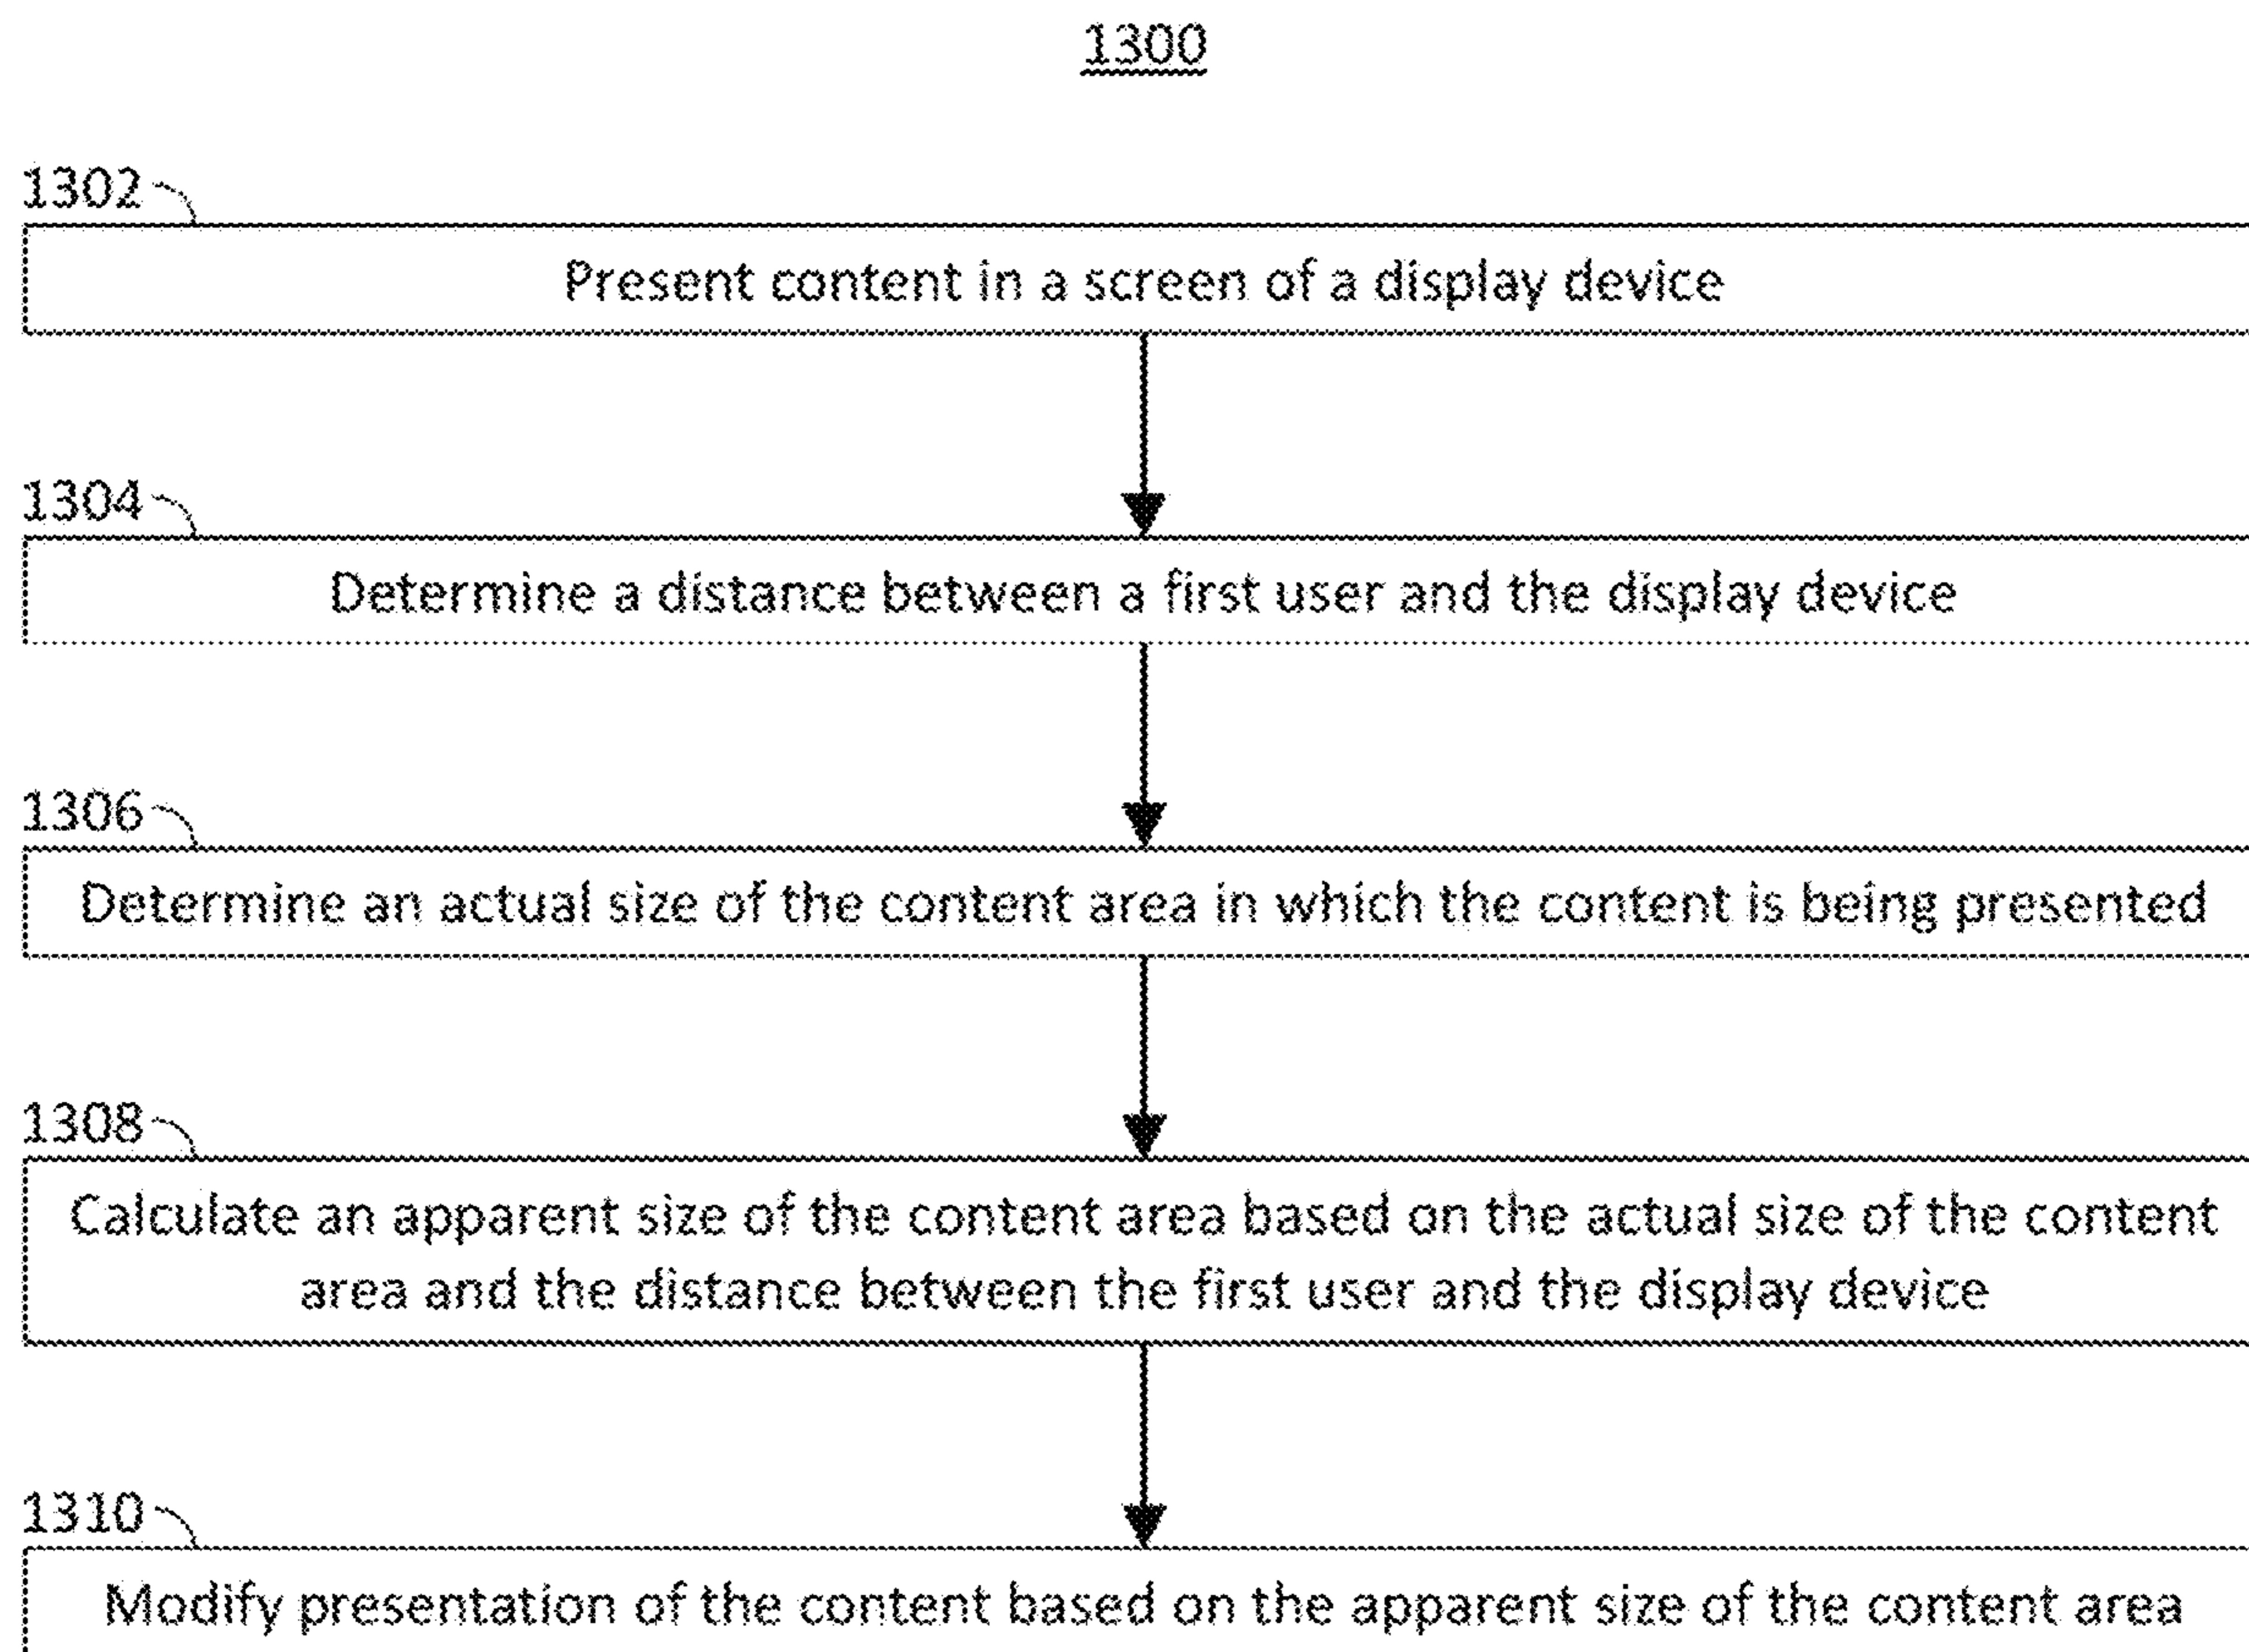 1300
1302
Present content in a screen of a display device
1304
Determine a distance between a first user and the display device
1306
Determine an actual size of the content area in which the content is being presented
1308
Calculate an apparent size of the content area based on the actual size of the content
area and the distance between the first user and the display device
1310
Modify presentation of the content based on the apparent size of the content area